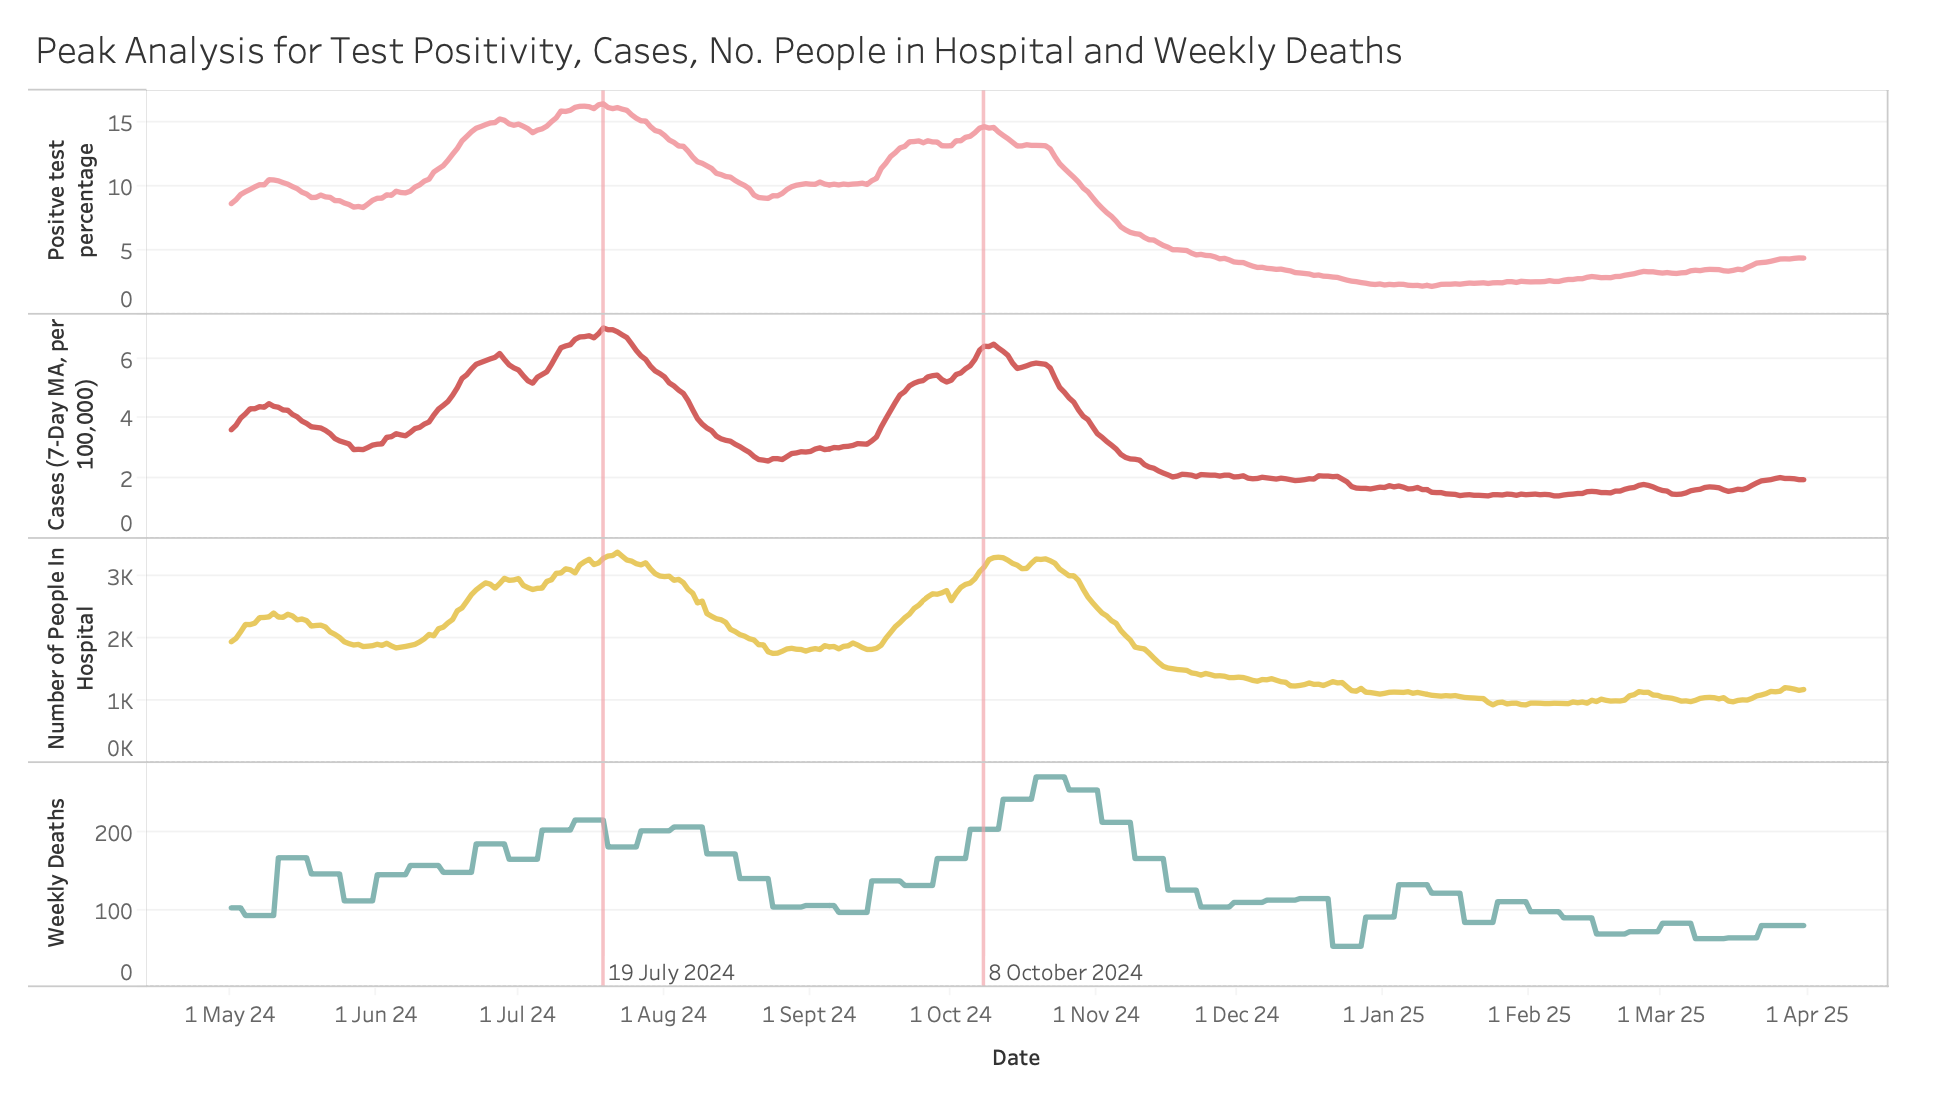 Peak Analysis for Test Positivity, Cases, No. People in Hospital and Weekly Deaths
Positve test
percentage
15
10
5
0
Cases (7-Day MA, per
100,000)
6
4
2
0
Number of People In
Hospital
3K
2K
1K
0K
Weekly Deaths
200
100
0
19 July 2024
8 October 2024
1 May 24
1 Jun 24
1 Jul 24
1 Aug 24
1 Sept 24
1 Oct 24
1 Nov 24
1 Dec 24
1 Jan 25
1 Feb 25
1 Mar 25
1 Apr 25
Date